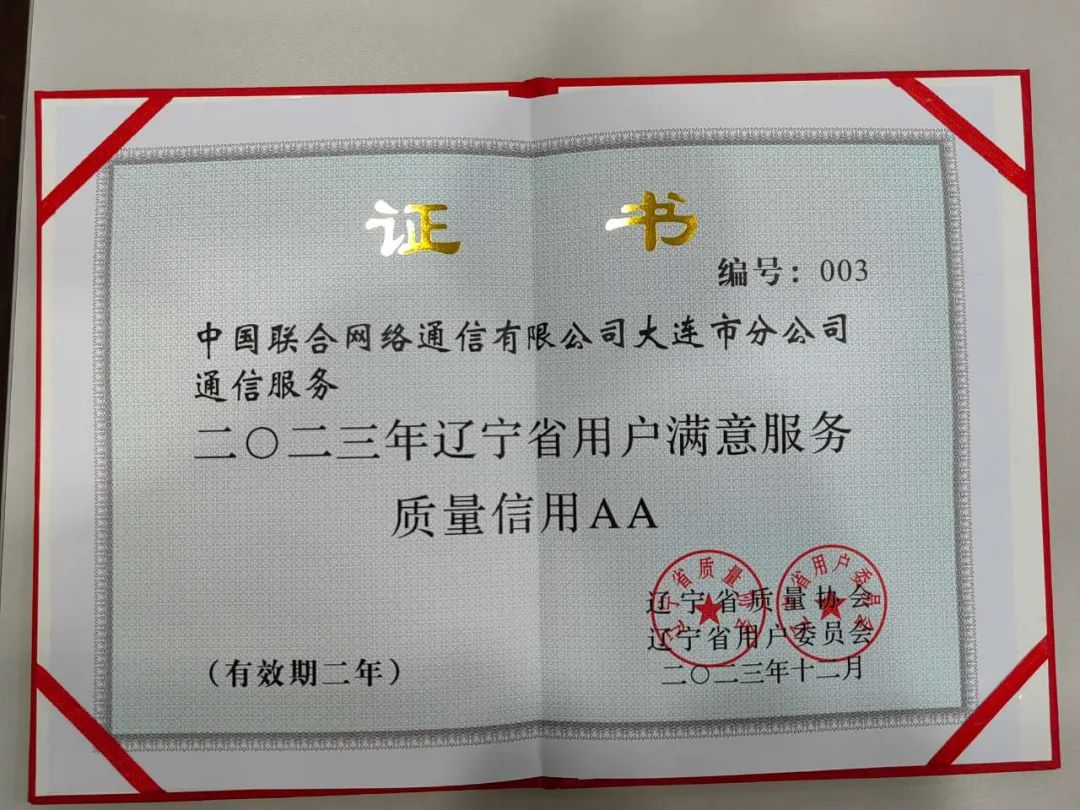 证书
编号：003
中国联合网络通信有限公司大连市分公司
通信服务
二〇二三年辽宁省用户满意服务
质量信用AA
辽宁省质量协会
辽宁省用户委员会
二〇二三年十二月
（有效期二年）